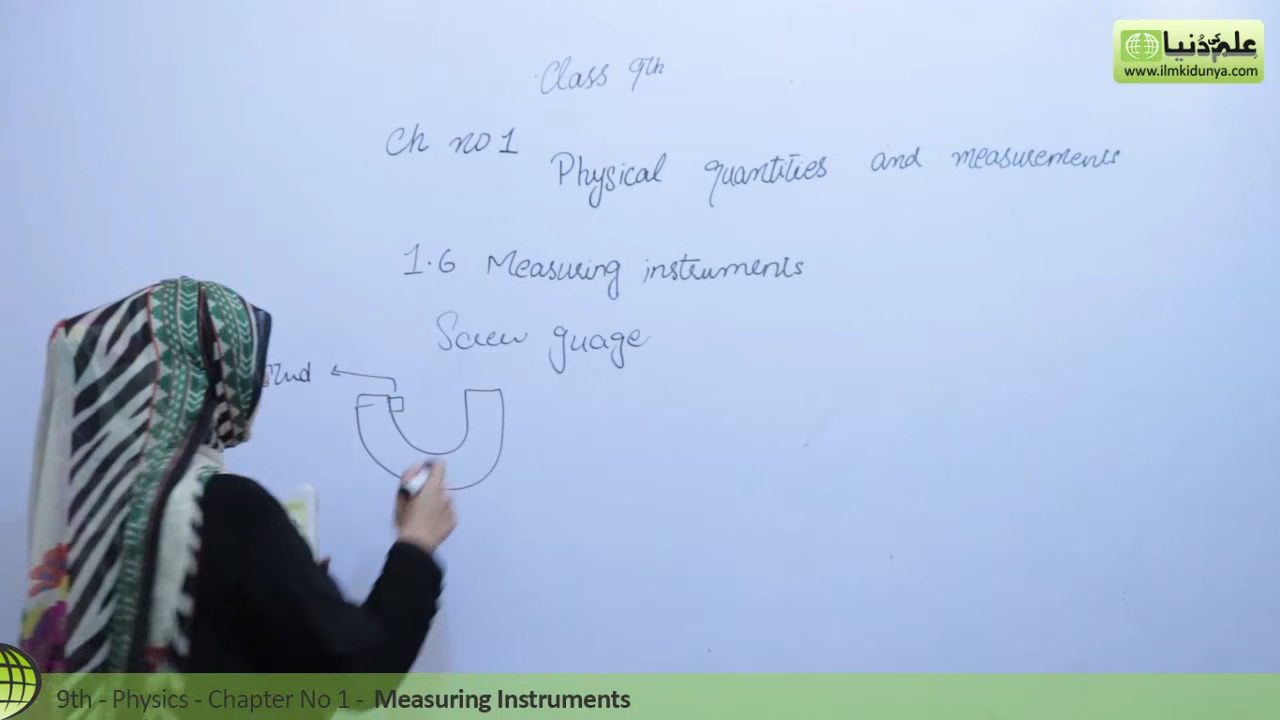 علم کی دنیا
www.ilmkidunya.com
Class 9th
Ch no 1
Physical quantities and measurements
1.6 Measuring instruments
Screw guage
9th - Physics - Chapter No 1 - Measuring Instruments